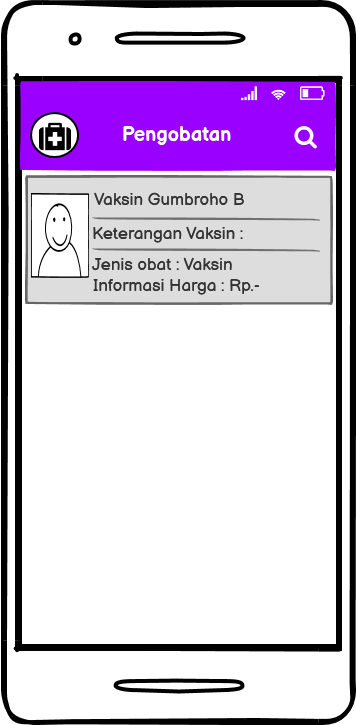 Pengobatan
Vaksin Gumbroho B
Keterangan Vaksin :
Jenis obat : Vaksin
Informasi Harga : Rp.-